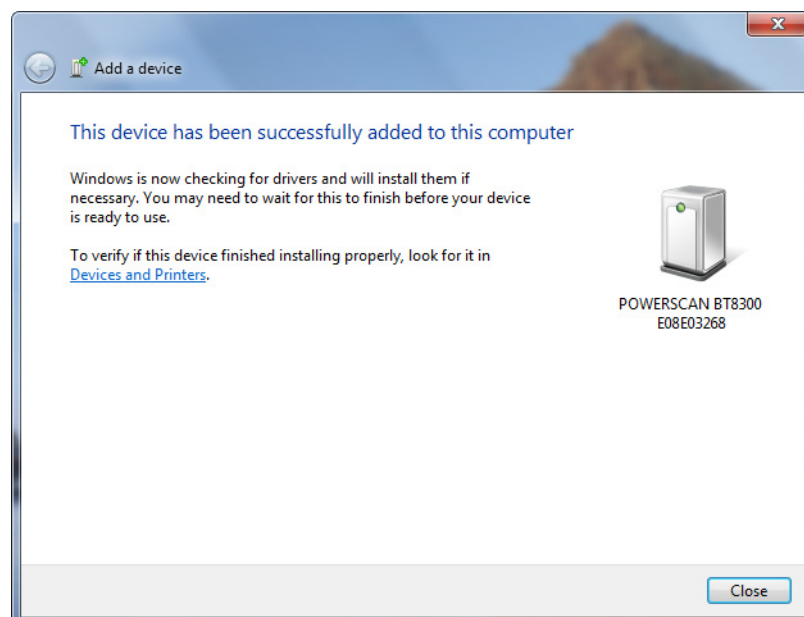 Add a device
This device has been successfully added to this computer
Windows is now checking for drivers and will install them if
necessary. You may need to wait for this to finish before your device
is ready to use.
To verify if this device finished installing properly, look for it in
Devices and Printers.
POWERSCAN BT8300
E08E03268
Close